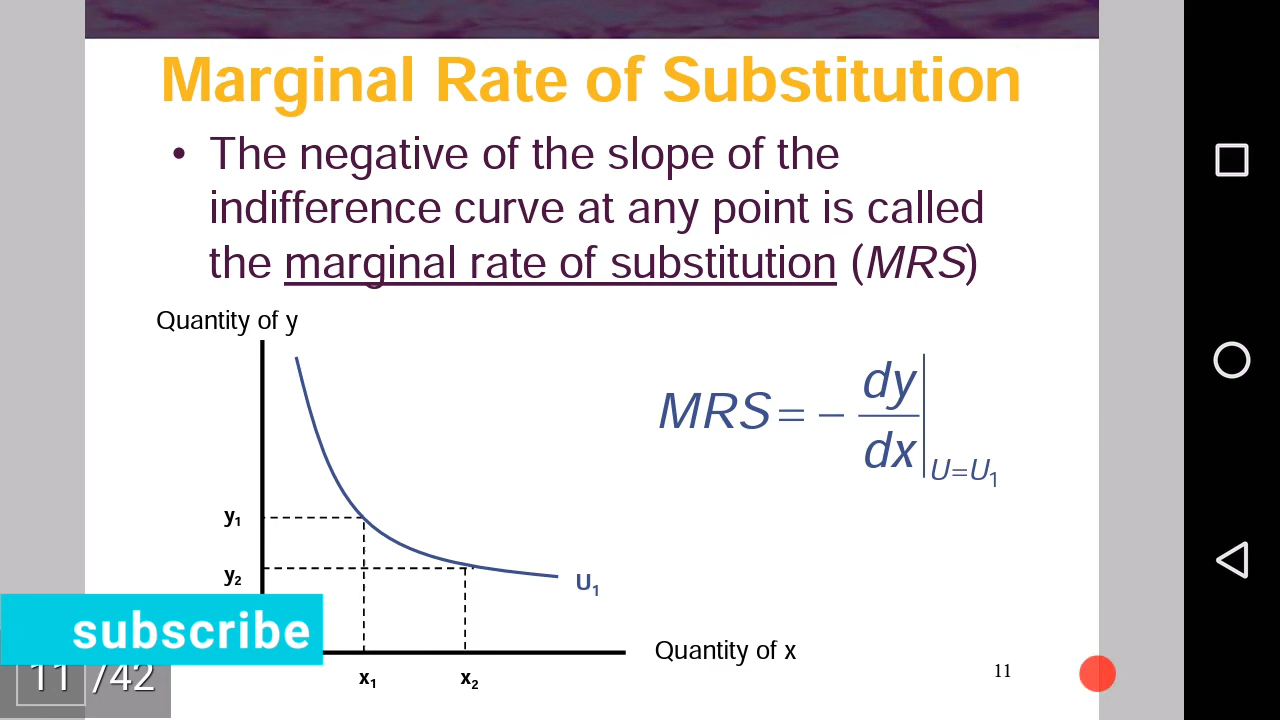 Marginal Rate of Substitution
• The negative of the slope of the
indifference curve at any point is called
the marginal rate of substitution (MRS)
Quantity of y
MRS = - dy/dx|U=U1
y1
y2
U1
subscribe
Quantity of x
11 /42
x1
x2
11